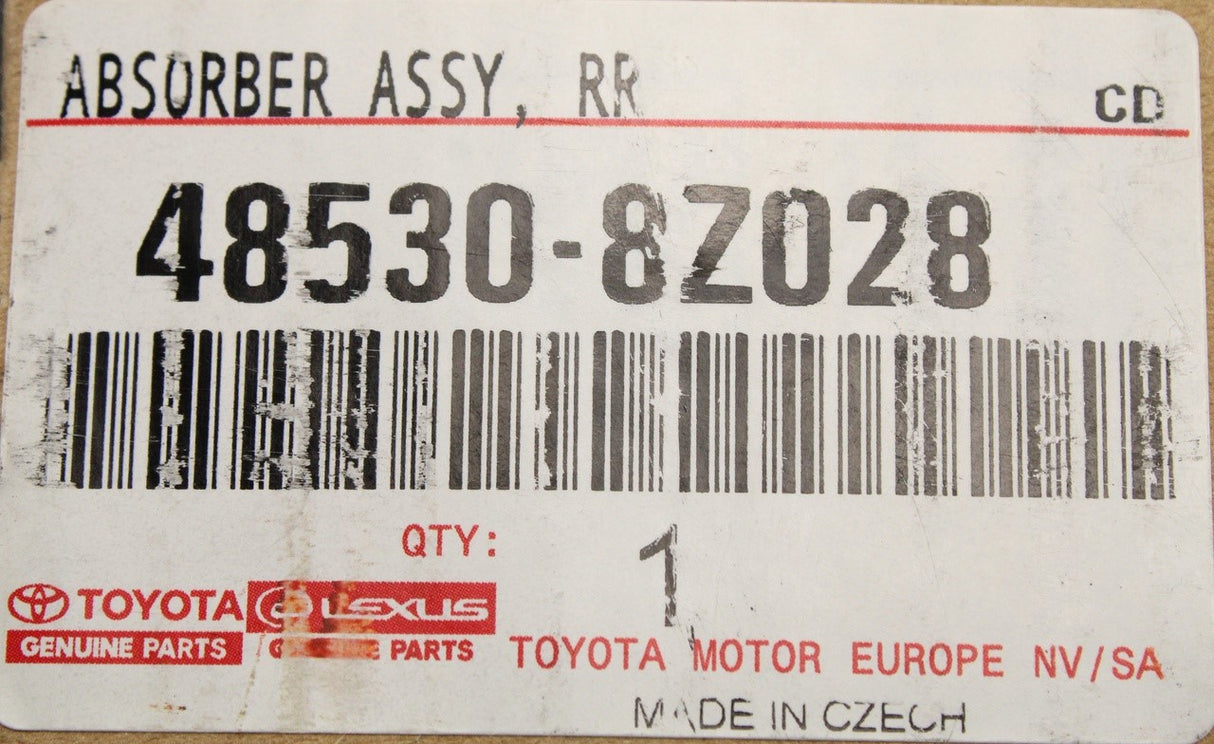 ABSORBER ASSY, RR CD
48530-8Z028
QTY: 1
TOYOTA LEXUS
GENUINE PARTS GENUINE PARTS TOYOTA MOTOR EUROPE NV/SA
MADE IN CZECH